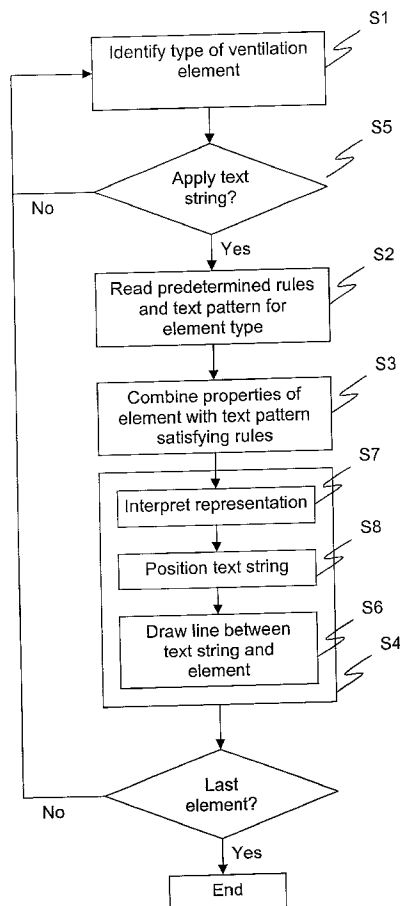 S1
Identify type of ventilation
element
S5
Apply text
string?
No
Yes
S2
Read predetermined rules
and text pattern for
element type
S3
Combine properties of
element with text pattern
satisfying rules
S7
Interpret representation
S8
Position text string
S6
Draw line between
text string and
element
S4
Last
element?
No
Yes
End